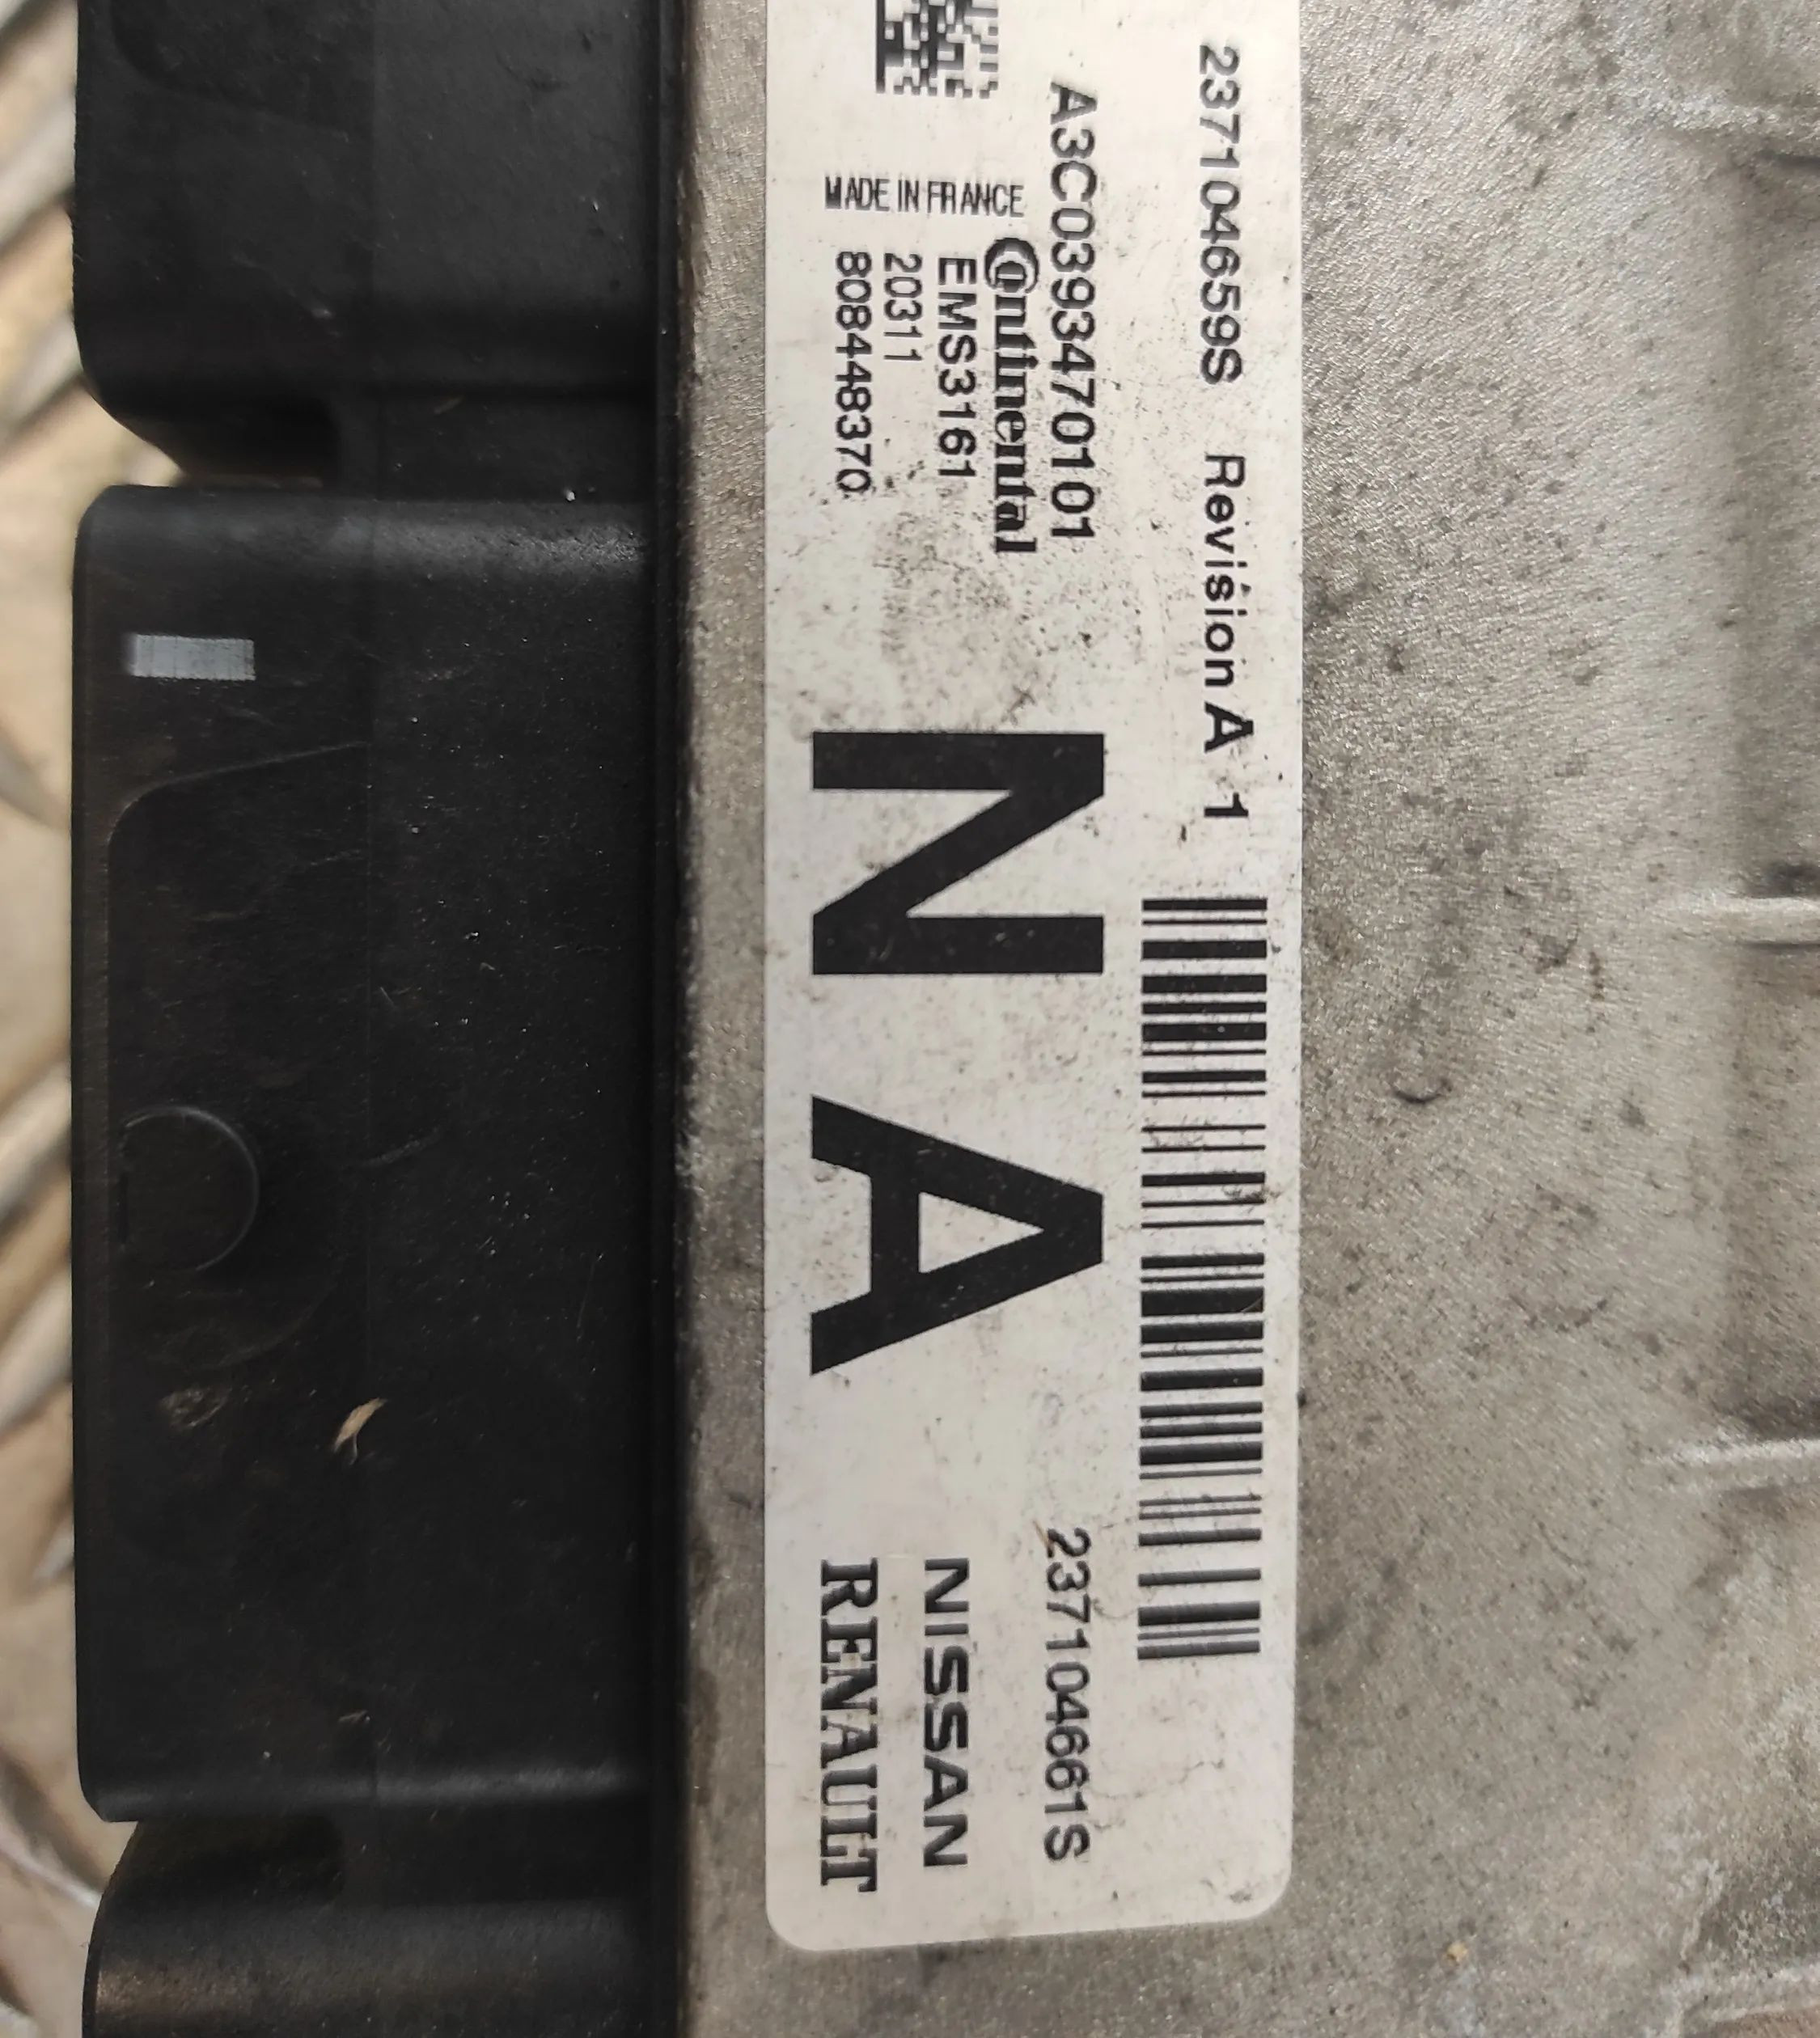 237104659S Revision A 1
A3C0393470101
Continental
MADE IN FRANCE
EMS3161
20311
808448370
NA
237104661S
NISSAN
RENAULT